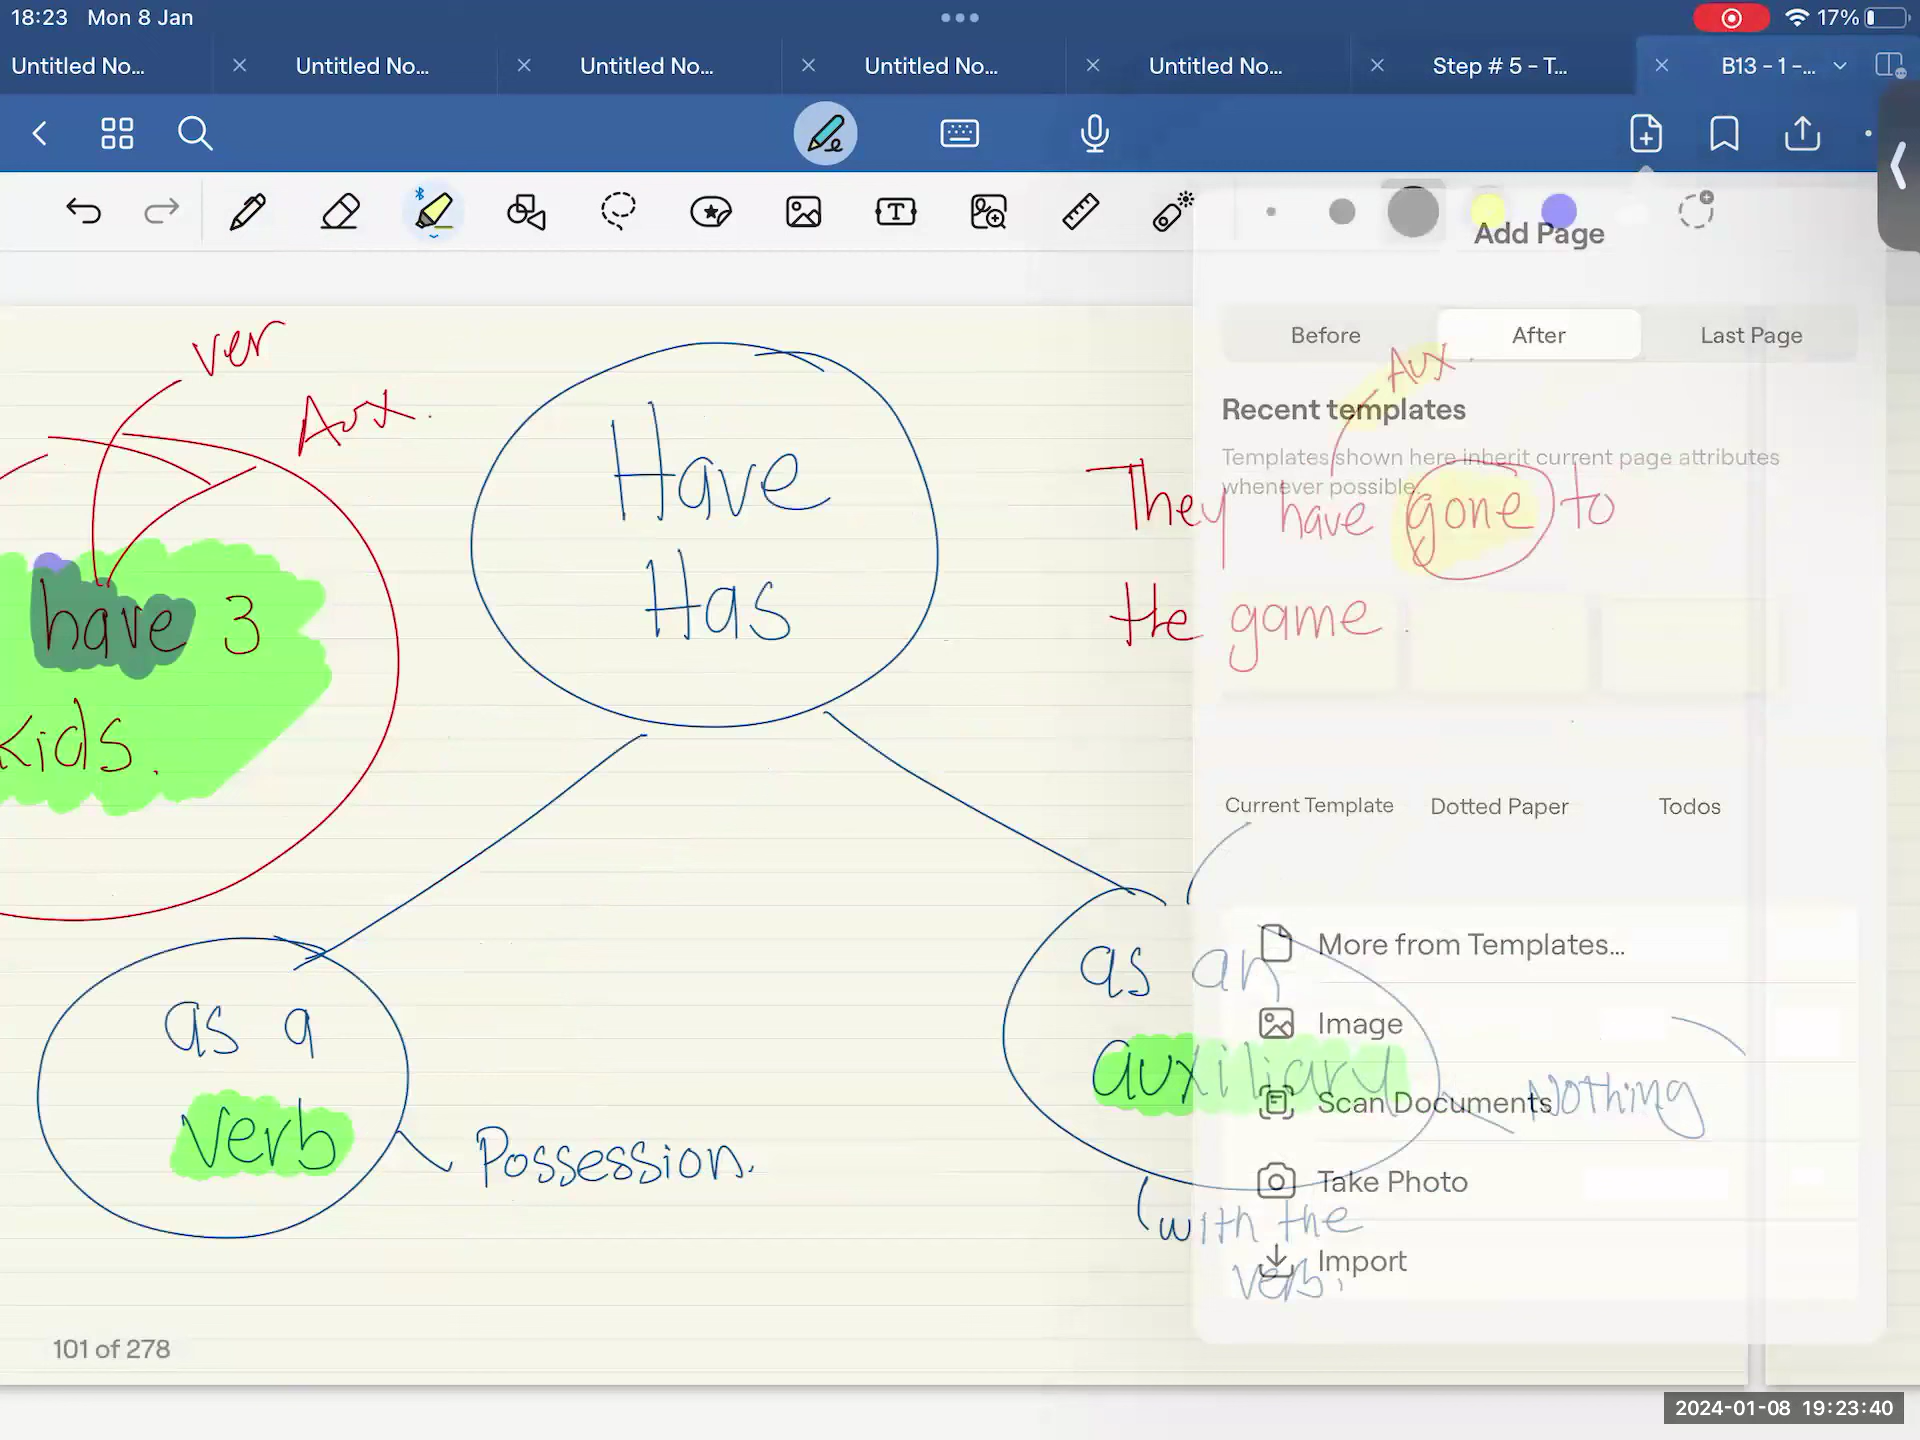 18:23 Mon 8 Jan
17%
Untitled No...
Untitled No...
Untitled No...
Untitled No...
Untitled No...
Step # 5 - T...
B13 - 1 -...
Add Page
Before
After
Last Page
Recent templates
Templates shown here inherit current page attributes
whenever possible
ver
Aux.
have 3
kids.
Have
Has
Aux.
They have gone to
the game.
Current Template
Dotted Paper
Todos
More from Templates...
Image
Scan Documents
Take Photo
Import
as a
verb
Possession.
as an
auxiliary
Nothing
with the
verb.
101 of 278
2024-01-08 19:23:40